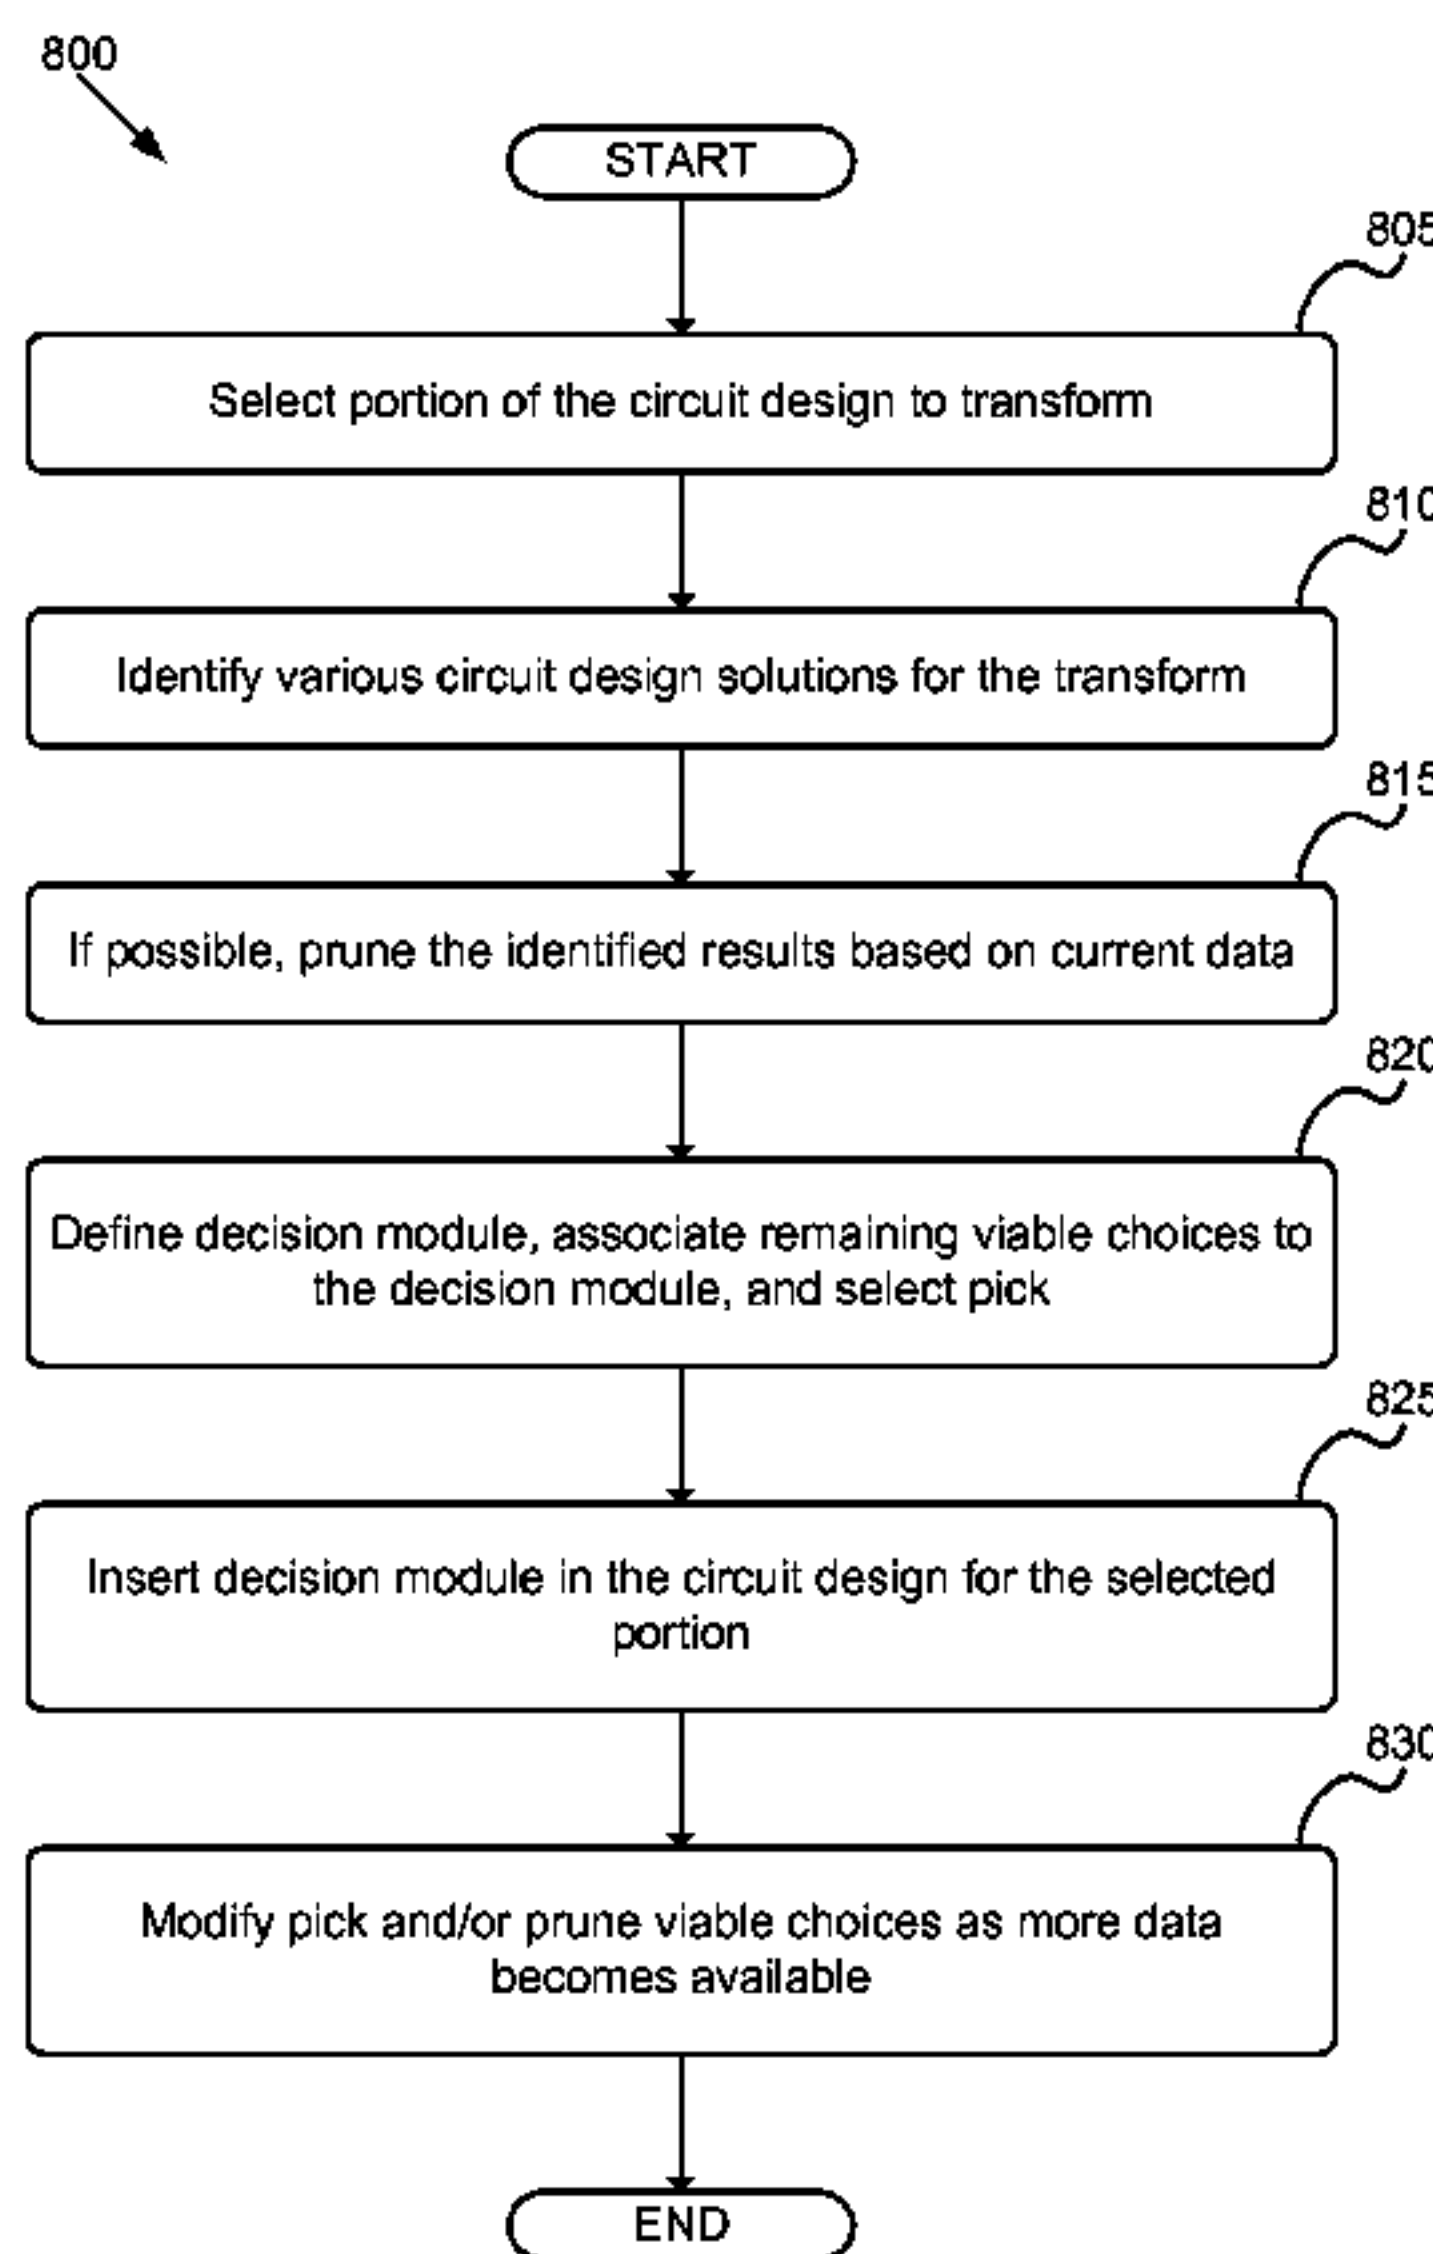 800
START
805
Select portion of the circuit design to transform
810
Identify various circuit design solutions for the transform
815
If possible, prune the identified results based on current data
820
Define decision module, associate remaining viable choices to
the decision module, and select pick
825
Insert decision module in the circuit design for the selected
portion
830
Modify pick and/or prune viable choices as more data
becomes available
END